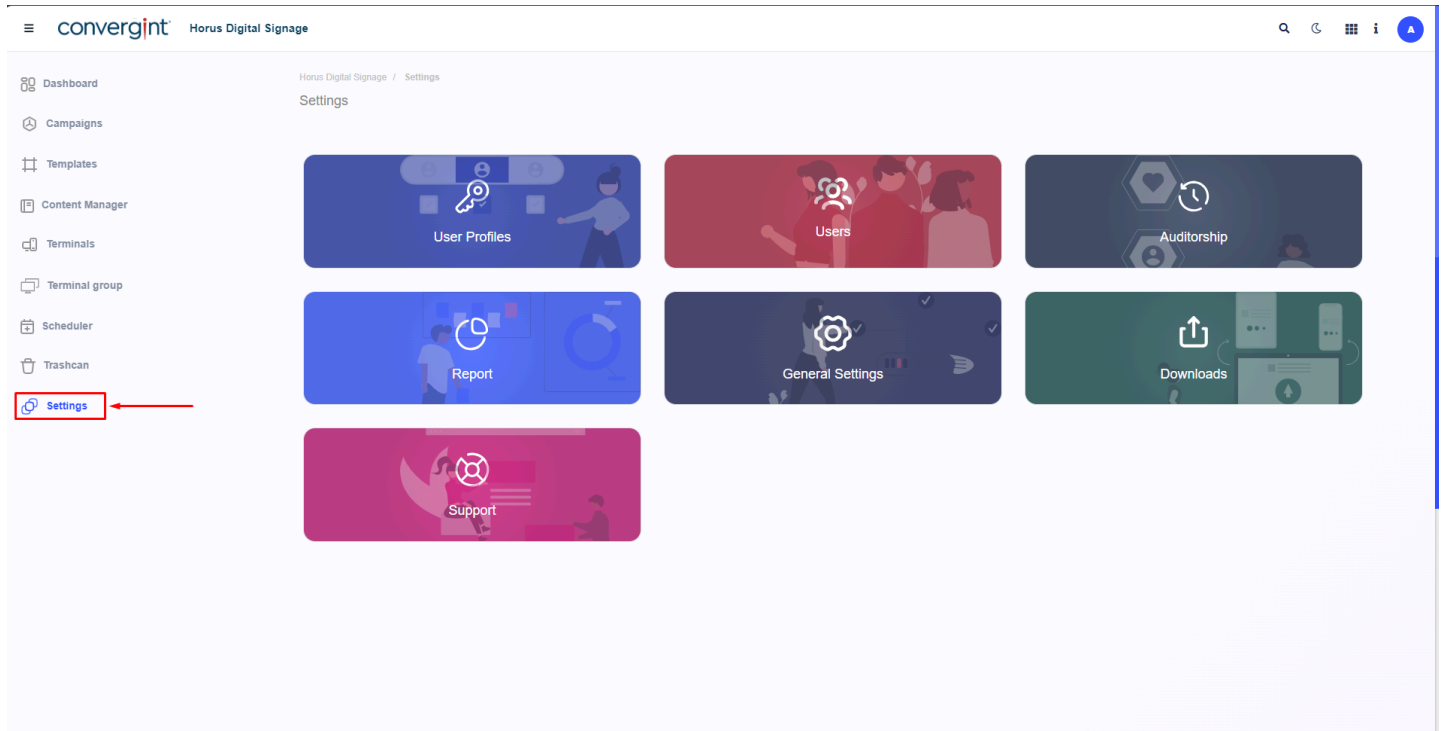 convergint Horus Digital Signage
A
Dashboard
Campaigns
Templates
Content Manager
Terminals
Terminal group
Scheduler
Trashcan
Settings
Horus Digital Signage / Settings
Settings
User Profiles
Users
Auditorship
Report
General Settings
Downloads
Support